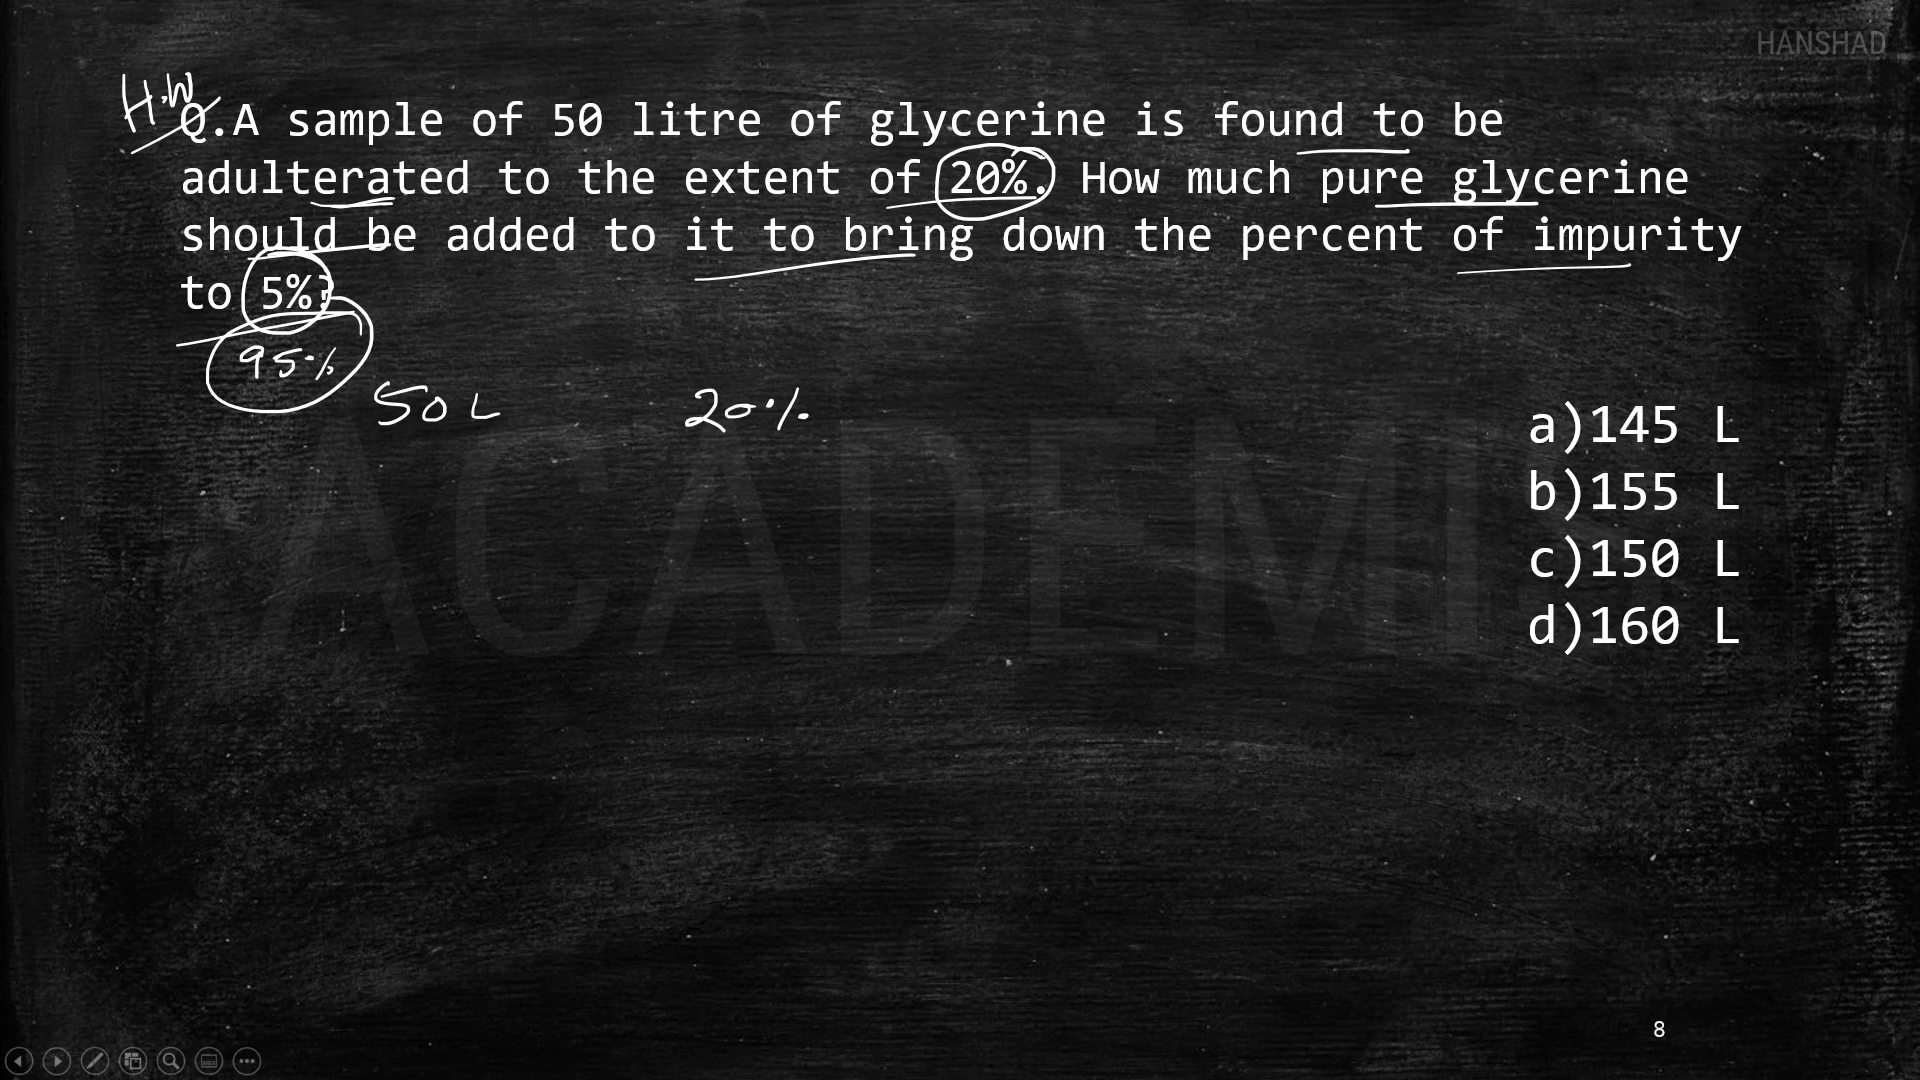 HANSHAD
H.W
Q.A sample of 50 litre of glycerine is found to be
adulterated to the extent of 20%. How much pure glycerine
should be added to it to bring down the percent of impurity
to 5%?
95%
50 L 20%
a)145 L
b)155 L
c)150 L
d)160 L
ACADEMI
8